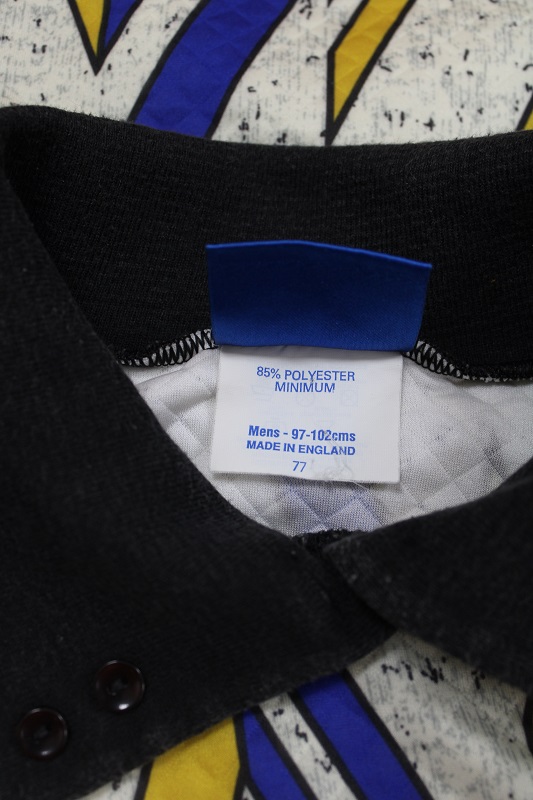 85% POLYESTER
MINIMUM
Mens - 97-102cms
MADE IN ENGLAND
77